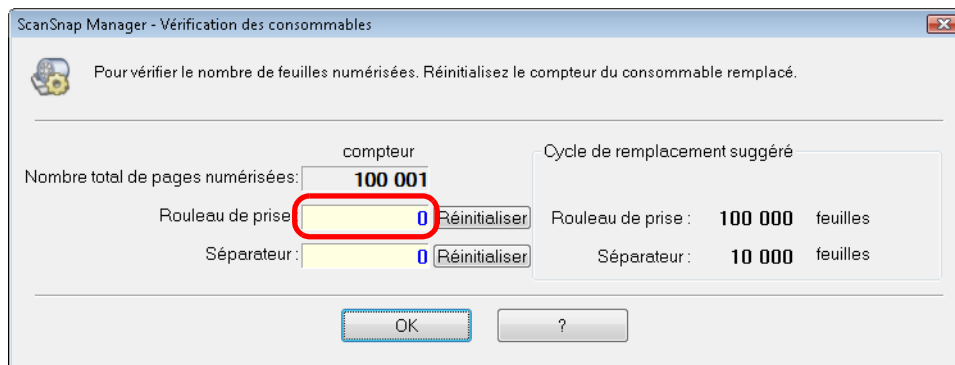 ScanSnap Manager - Vérification des consommables
Pour vérifier le nombre de feuilles numérisées. Réinitialisez le compteur du consommable remplacé.
compteur
Cycle de remplacement suggéré
Nombre total de pages numérisées: 100 001
Rouleau de prise 0 Réinitialiser Rouleau de prise : 100 000 feuilles
Séparateur : 0 Réinitialiser Séparateur : 10 000 feuilles
OK ?